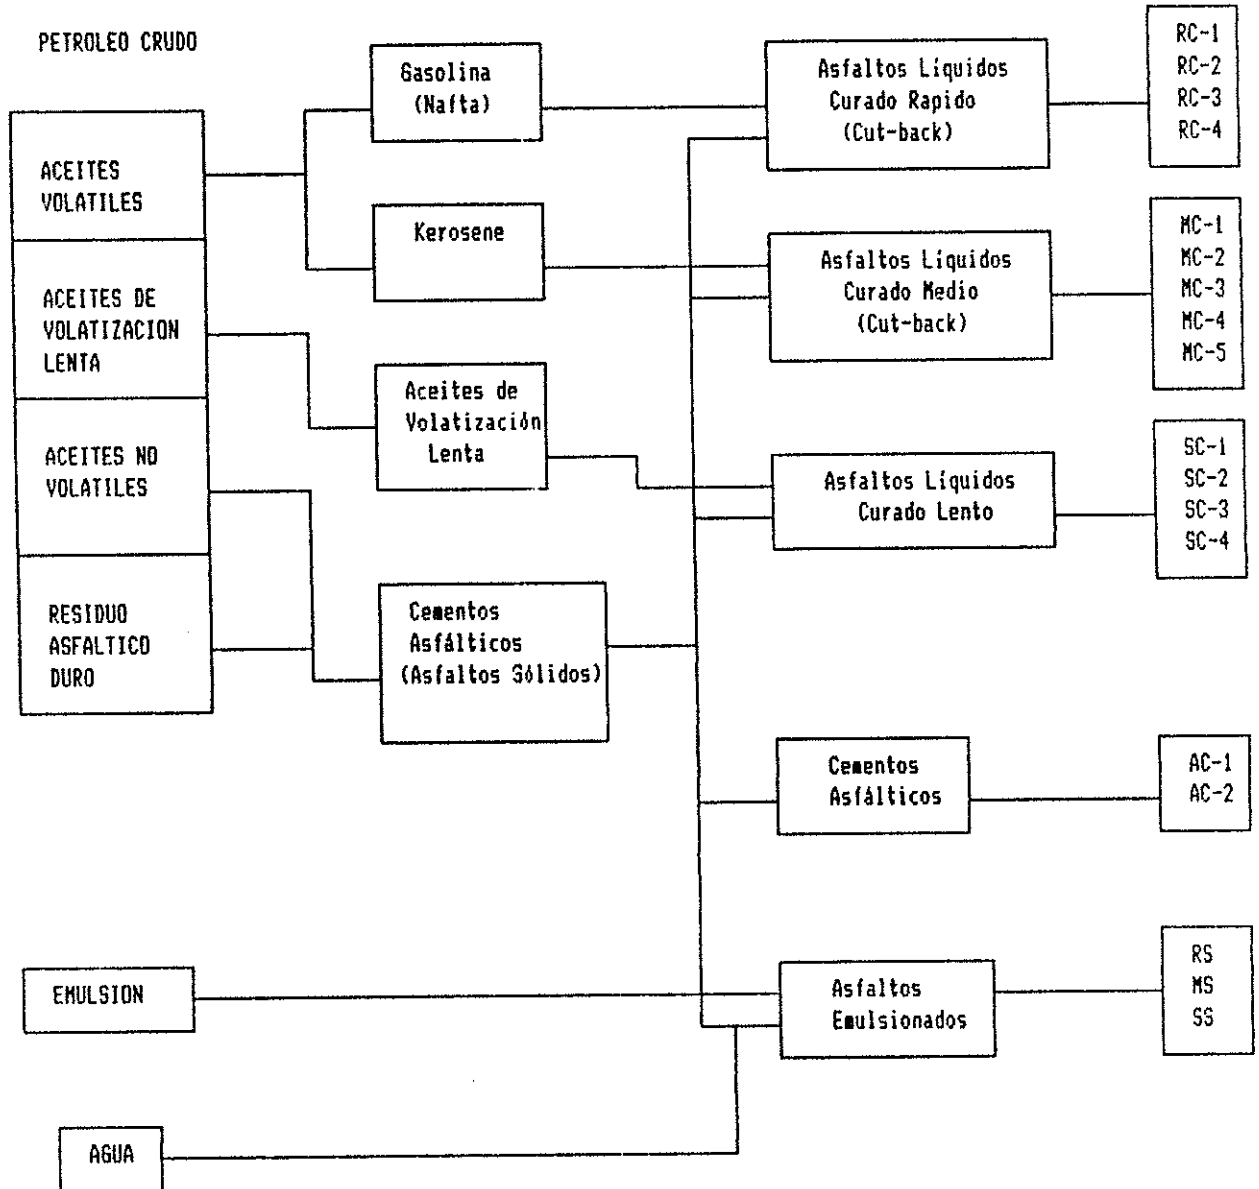 PETROLEO CRUDO
ACEITES
VOLATILES
ACEITES DE
VOLATIZACION
LENTA
ACEITES NO
VOLATILES
RESIDUO
ASFALTICO
DURO
EMULSION
AGUA
Gasolina
(Nafta)
Kerosene
Aceites de
Volatización
Lenta
Cementos
Asfálticos
(Asfaltos Sólidos)
Asfaltos Líquidos
Curado Rapido
(Cut-back)
Asfaltos Líquidos
Curado Medio
(Cut-back)
Asfaltos Líquidos
Curado Lento
Cementos
Asfálticos
Asfaltos
Emulsionados
RC-1
RC-2
RC-3
RC-4
MC-1
MC-2
MC-3
MC-4
MC-5
SC-1
SC-2
SC-3
SC-4
AC-1
AC-2
RS
MS
SS